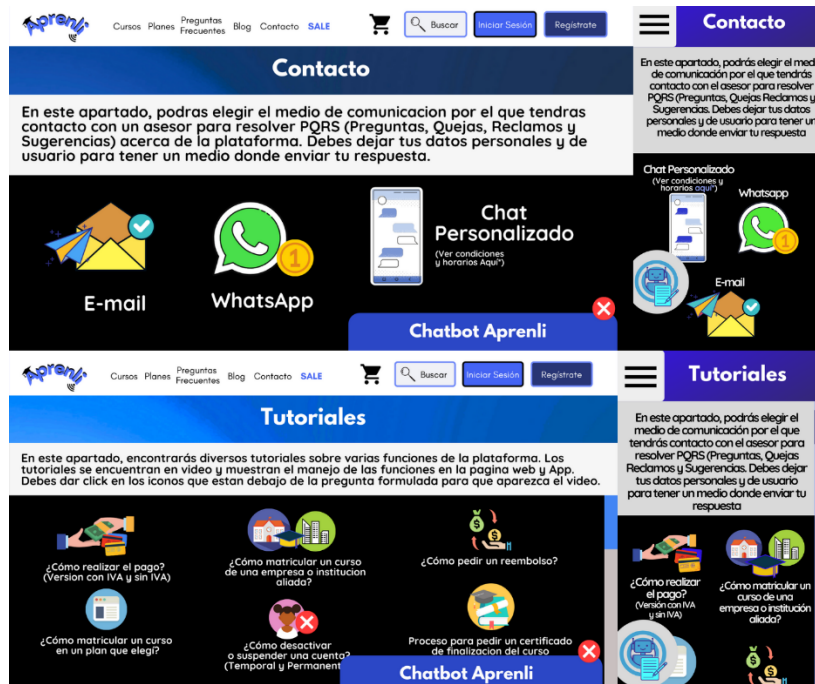 Aprenli
Cursos Planes Preguntas Frecuentes Blog Contacto SALE
Buscar
Iniciar Sesión
Regístrate
Contacto
En este apartado, podras elegir el medio de comunicacion por el que tendras
contacto con un asesor para resolver PQRS (Preguntas, Quejas, Reclamos y
Sugerencias) acerca de la plataforma. Debes dejar tus datos personales y de
usuario para tener un medio donde enviar tu respuesta.
E-mail
WhatsApp
1
Chat
Personalizado
(Ver condiciones
y horarios Aqui*)
Chatbot Aprenli
Contacto
En este apartado, podrás elegir el med
de comunicación por el que tendrás
contacto con el asesor para resolver
PQRS (Preguntas, Quejas Reclamos y
Sugerencias. Debes dejar tus datos
personales y de usuario para tener un
medio donde enviar tu respuesta
Chat Personalizado
(Ver condiciones y
horarios aquí*)
Whatsapp
1
E-mail
Aprenli
Cursos Planes Preguntas Frecuentes Blog Contacto SALE
Buscar
Iniciar Sesión
Regístrate
Tutoriales
En este apartado, encontrarás diversos tutoriales sobre varias funciones de la plataforma. Los
tutoriales se encuentran en video y muestran el manejo de las funciones en la pagina web y App.
Debes dar click en los iconos que estan debajo de la pregunta formulada para que aparezca el video.
¿Cómo realizar el pago?
(Version con IVA y sin IVA)
¿Cómo matricular un curso
de una empresa o institucion
aliada?
¿Cómo pedir un reembolso?
¿Cómo matricular un curso
en un plan que elegí?
¿Cómo desactivar
o suspender una cuenta?
(Temporal y Permanent
Proceso para pedir un certificado
de finalizacion del curso
Chatbot Aprenli
Tutoriales
En este apartado, podrás elegir el
medio de comunicación por el que
tendrás contacto con el asesor para
resolver PQRS (Preguntas, Quejas
Reclamos y Sugerencias. Debes dejar
tus datos personales y de usuario
para tener un medio donde enviar tu
respuesta
¿Cómo realizar
el pago?
(Versión con IVA
y sin IVA)
¿Cómo matricular un
curso de una
empresa o institución
aliada?